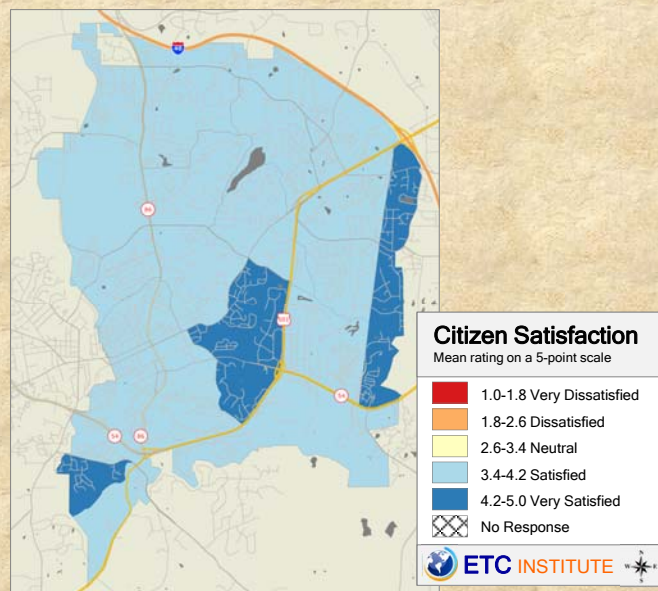 40
86
501
54
54
86
Citizen Satisfaction
Mean rating on a 5-point scale
1.0-1.8 Very Dissatisfied
1.8-2.6 Dissatisfied
2.6-3.4 Neutral
3.4-4.2 Satisfied
4.2-5.0 Very Satisfied
No Response
ETC INSTITUTE
N
W E
S